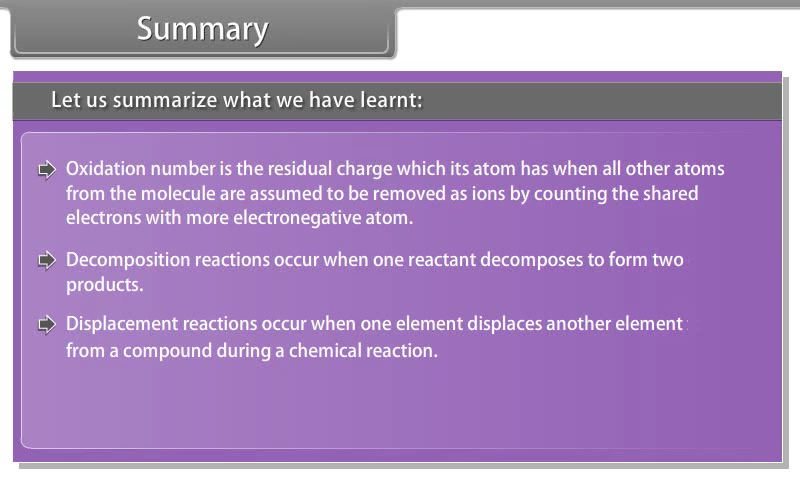 Summary
Let us summarize what we have learnt:
Oxidation number is the residual charge which its atom has when all other atoms
from the molecule are assumed to be removed as ions by counting the shared
electrons with more electronegative atom.
Decomposition reactions occur when one reactant decomposes to form two
products.
Displacement reactions occur when one element displaces another element
from a compound during a chemical reaction.